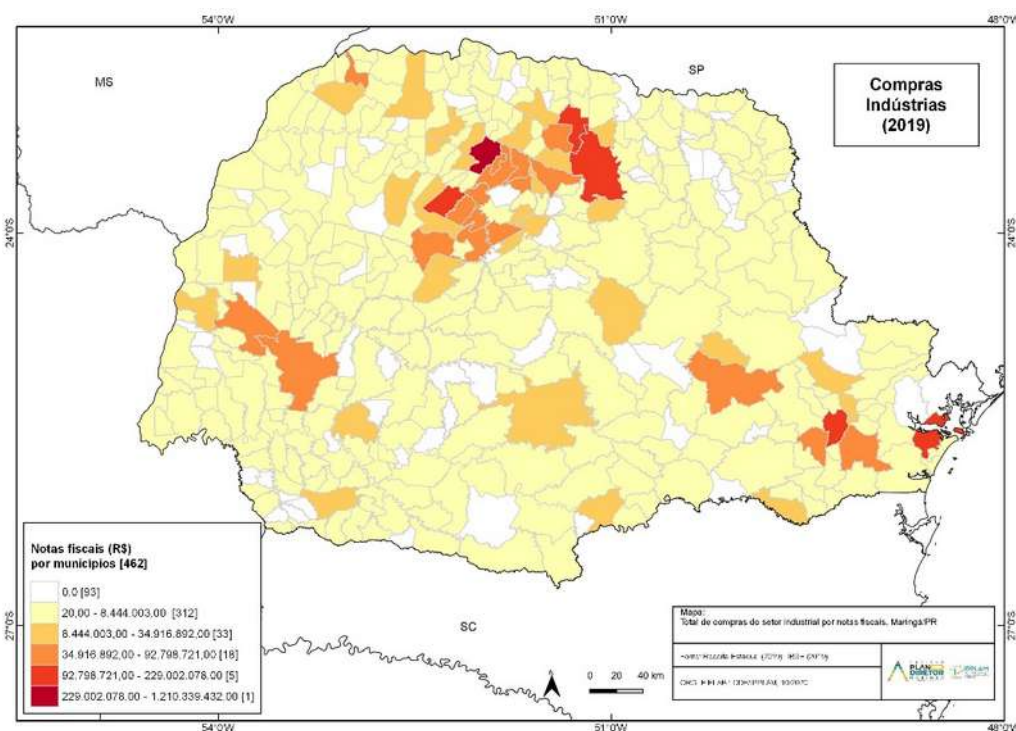 54°0'W
51°0'W
48°0'W
MS
SP
Compras
Indústrias
(2019)
24°0'S
24°0'S
Notas fiscais (R$)
por municipios [462]
0,0 [93]
20,00 - 8.444.003,00 [312]
8.444.003,00 - 34.916.892,00 [33]
34.916.892,00 - 92.798.721,00 [18]
92.798.721,00 - 229.002.078,00 [5]
229.002.078,00 - 1.210.339.432,00 [1]
27°0'S
SC
0 20 40 km
27°0'S
Mapa:
Total de compras do setor industrial por notas fiscais, Maringá/PR
PLANO
DIRETOR
54°0'W
51°0'W
48°0'W